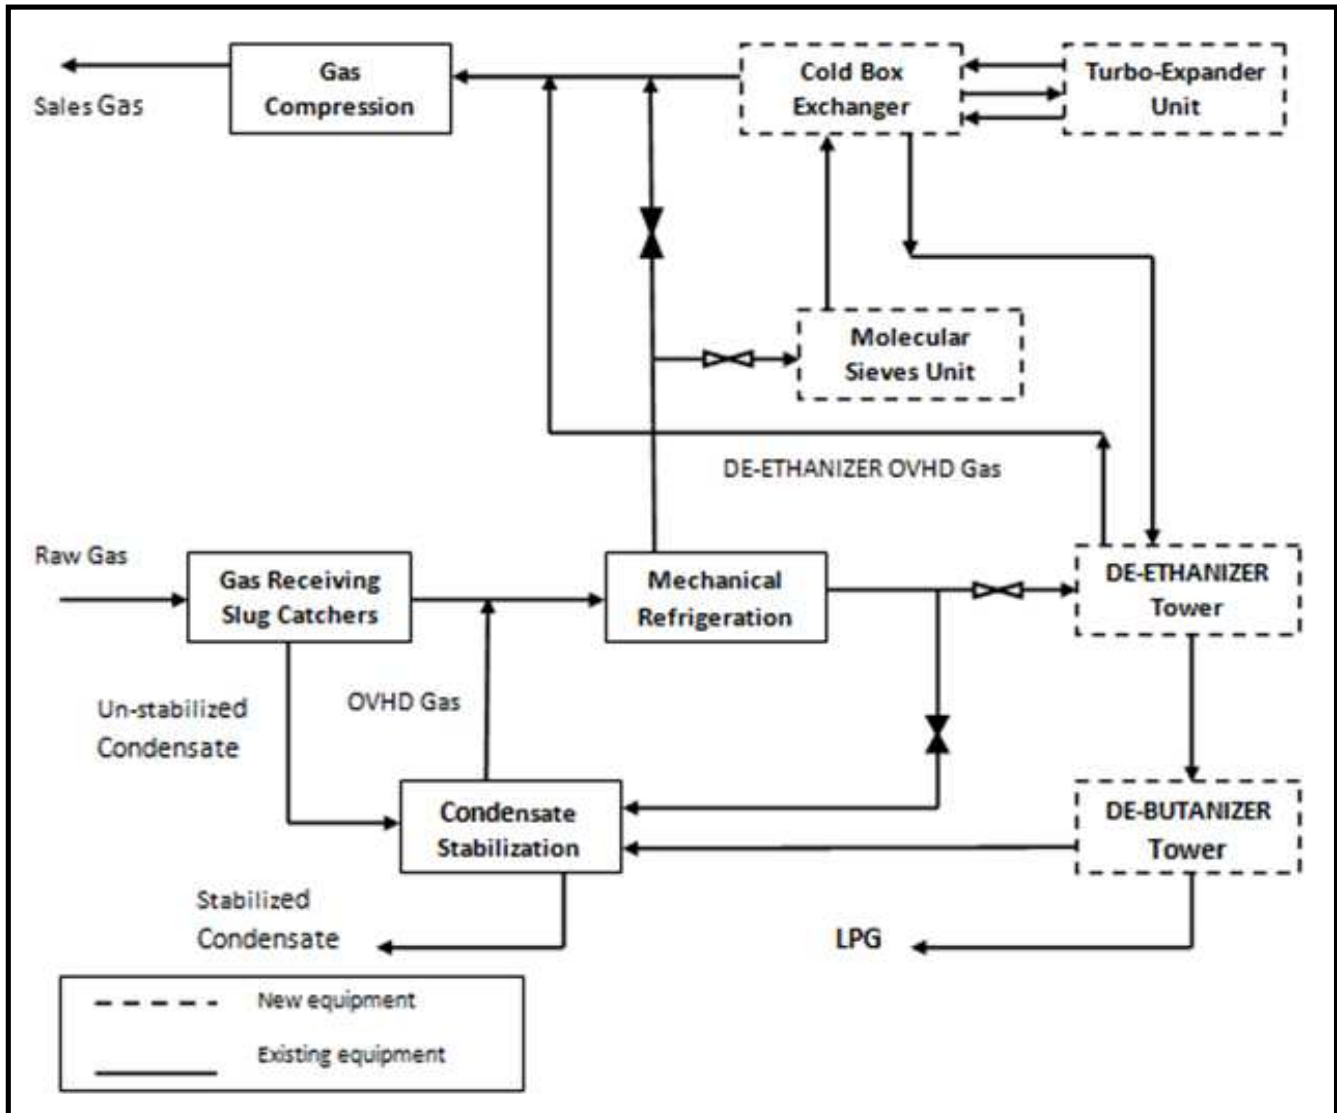 Gas
Compression
Sales Gas
Cold Box
Exchanger
Turbo-Expander
Unit
Molecular
Sieves Unit
DE-ETHANIZER OVHD Gas
Raw Gas
Gas Receiving
Slug Catchers
Mechanical
Refrigeration
DE-ETHANIZER
Tower
Un-stabilized
Condensate
OVHD Gas
Condensate
Stabilization
DE-BUTANIZER
Tower
Stabilized
Condensate
LPG
New equipment
Existing equipment